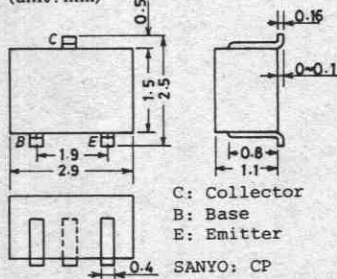 (unit: mm)
0.5
0.16
C
0~0.1
1.5
2.5
B
E
1.9
2.9
0.8
1.1
C: Collector
B: Base
E: Emitter
0.4
SANYO: CP